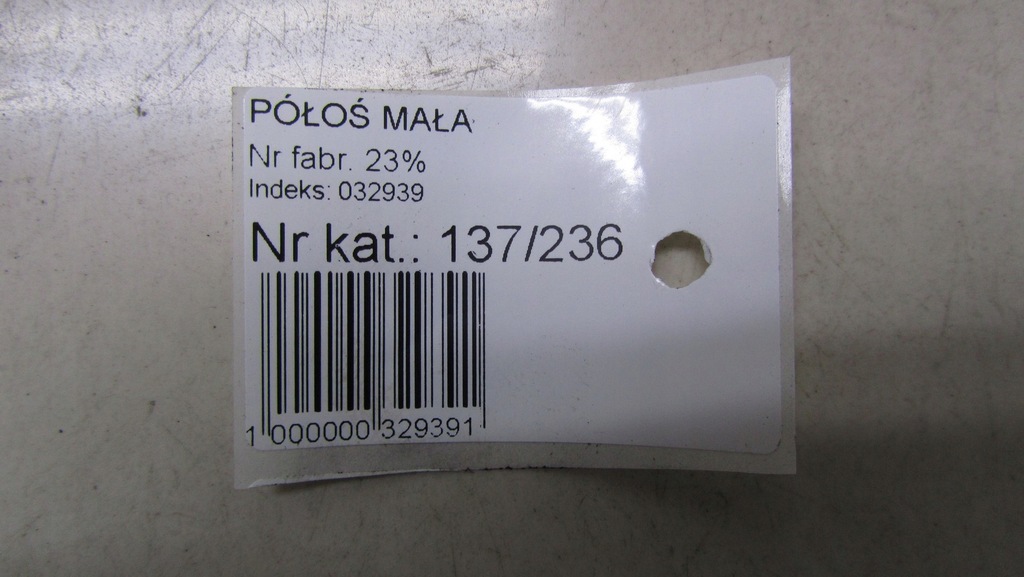 PÓŁOŚ MAŁA
Nr fabr. 23%
Indeks: 032939
Nr kat.: 137/236
1 000000 329391